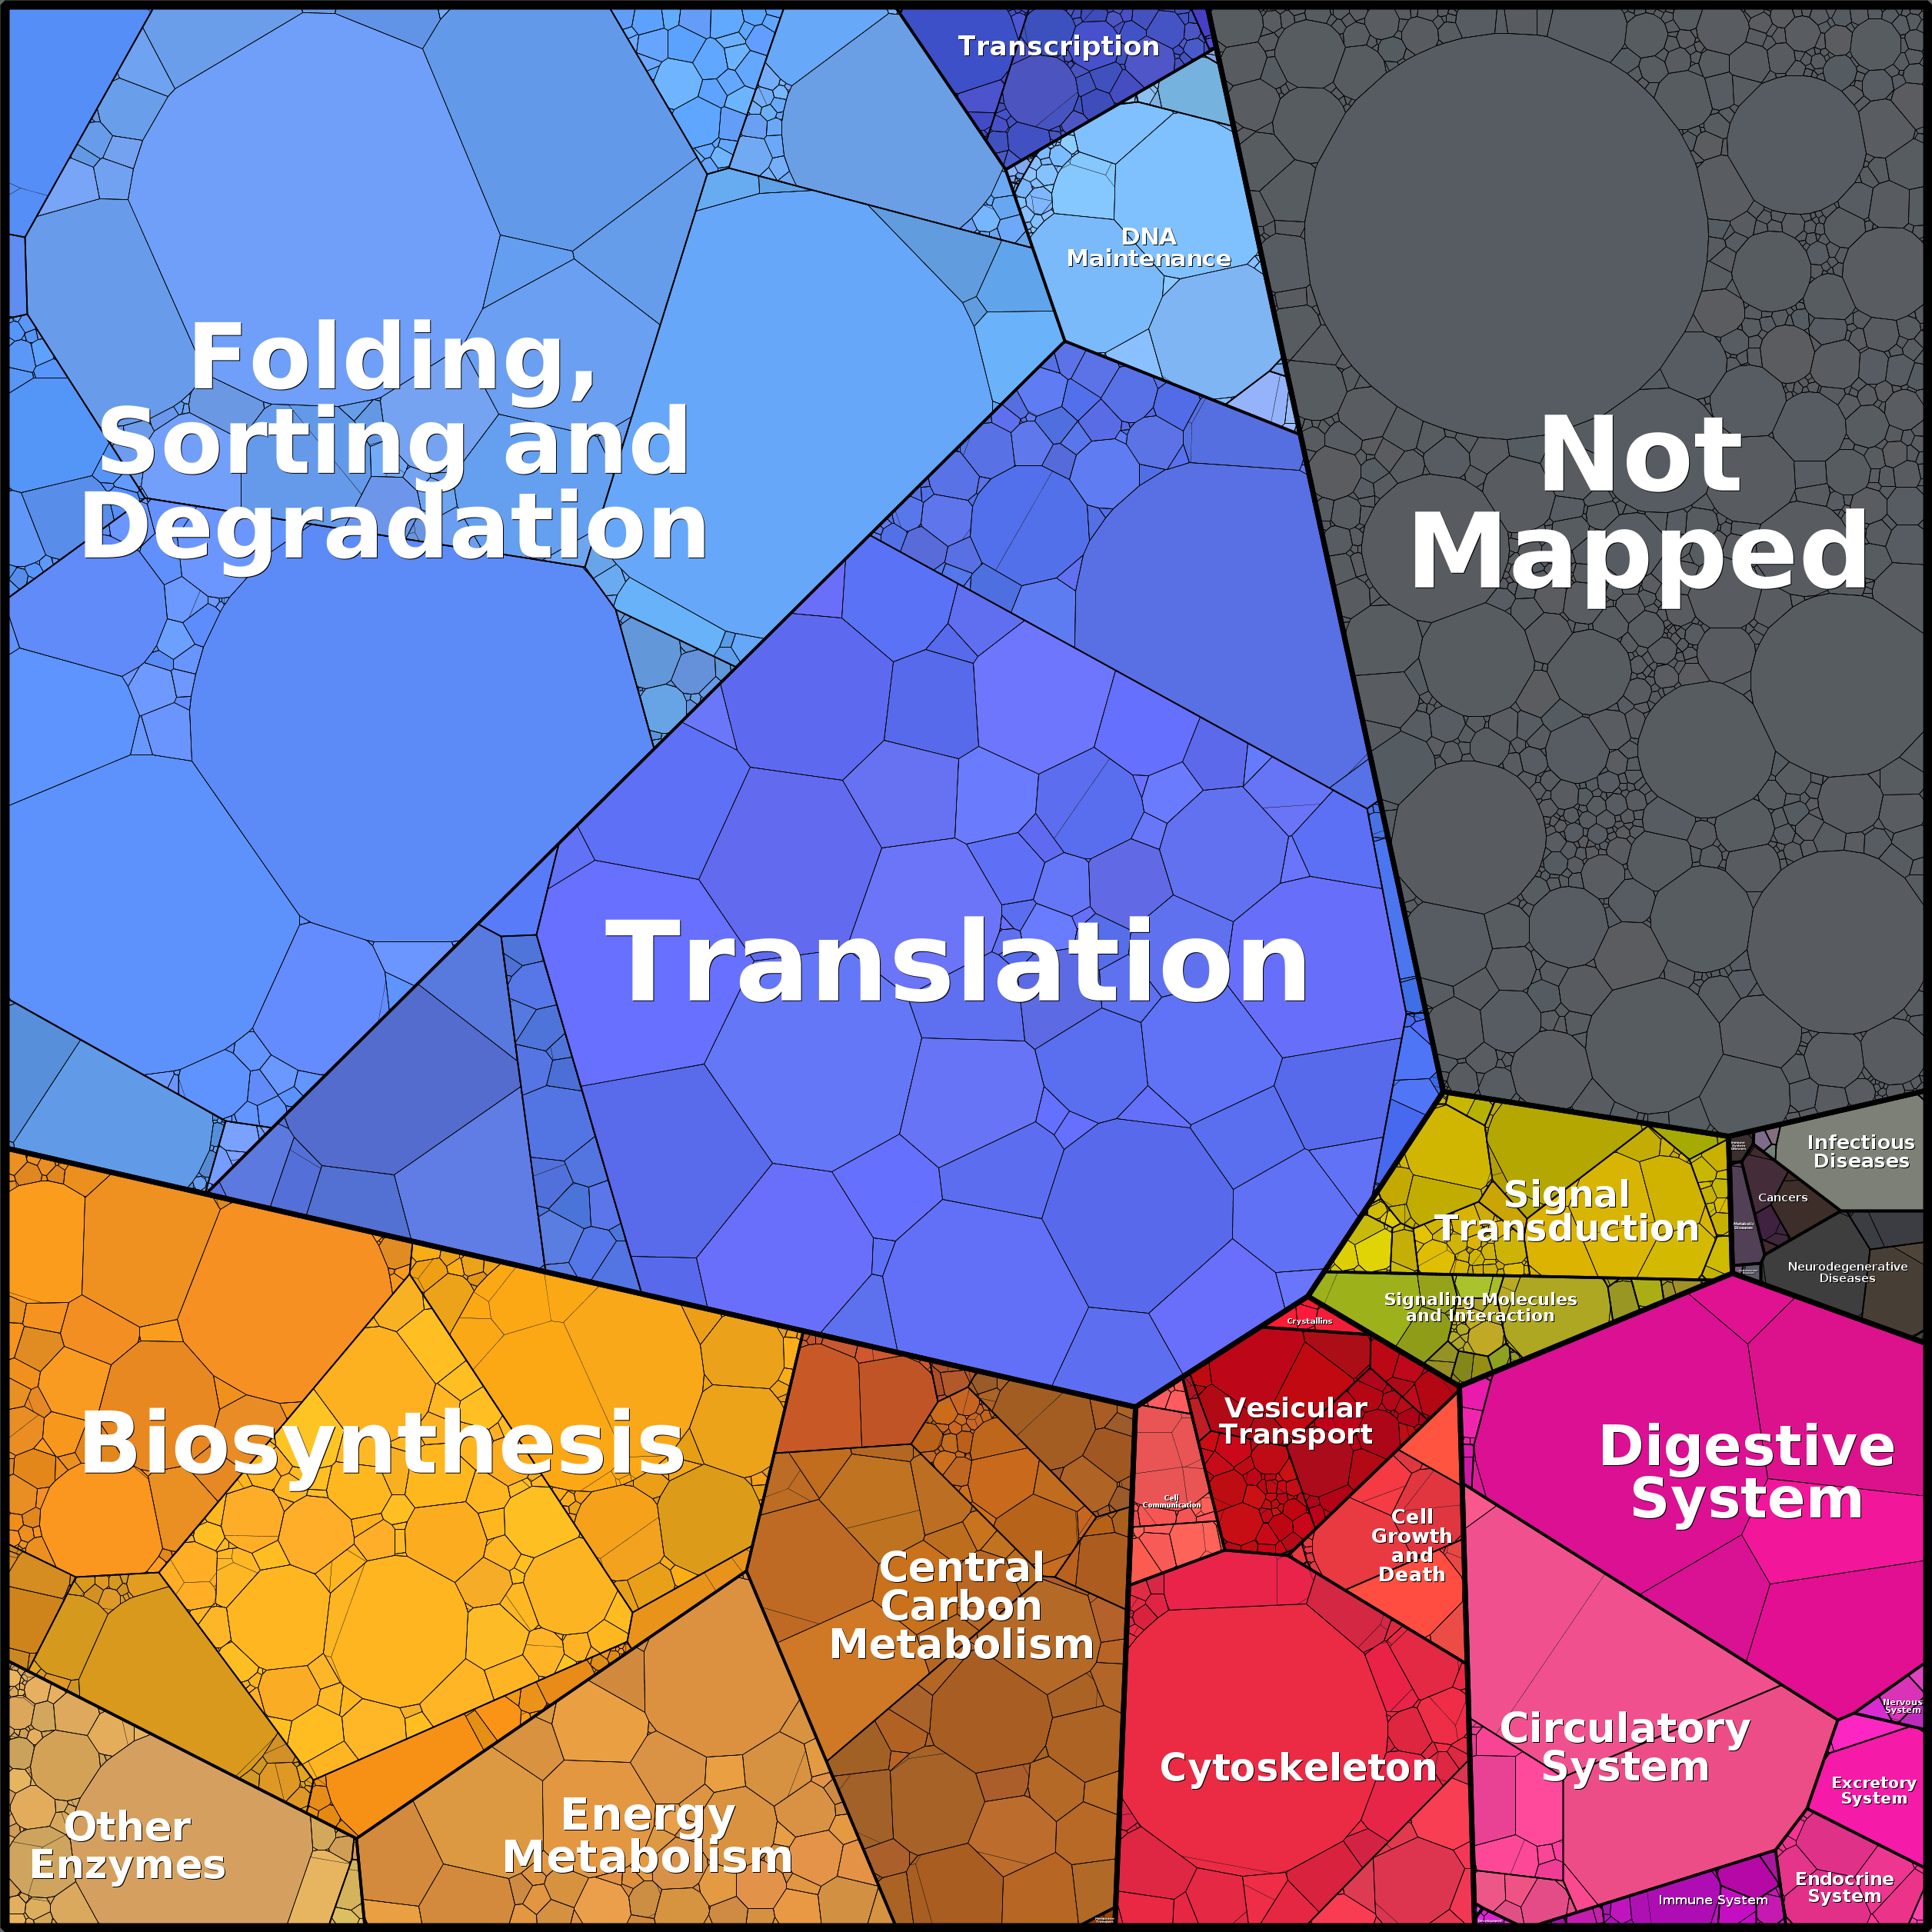 Transcription
DNA
Maintenance
Folding,
Sorting and
Degradation
Not
Mapped
Translation
Infectious
Diseases
Cancers
Signal
Transduction
Neurodegenerative
Diseases
Signaling Molecules
and Interaction
Crystallins
Vesicular
Transport
Biosynthesis
Digestive
System
Cell
Communication
Cell
Growth
and
Death
Central
Carbon
Metabolism
Nervous
System
Circulatory
System
Cytoskeleton
Excretory
System
Other
Enzymes
Energy
Metabolism
Endocrine
System
Immune System